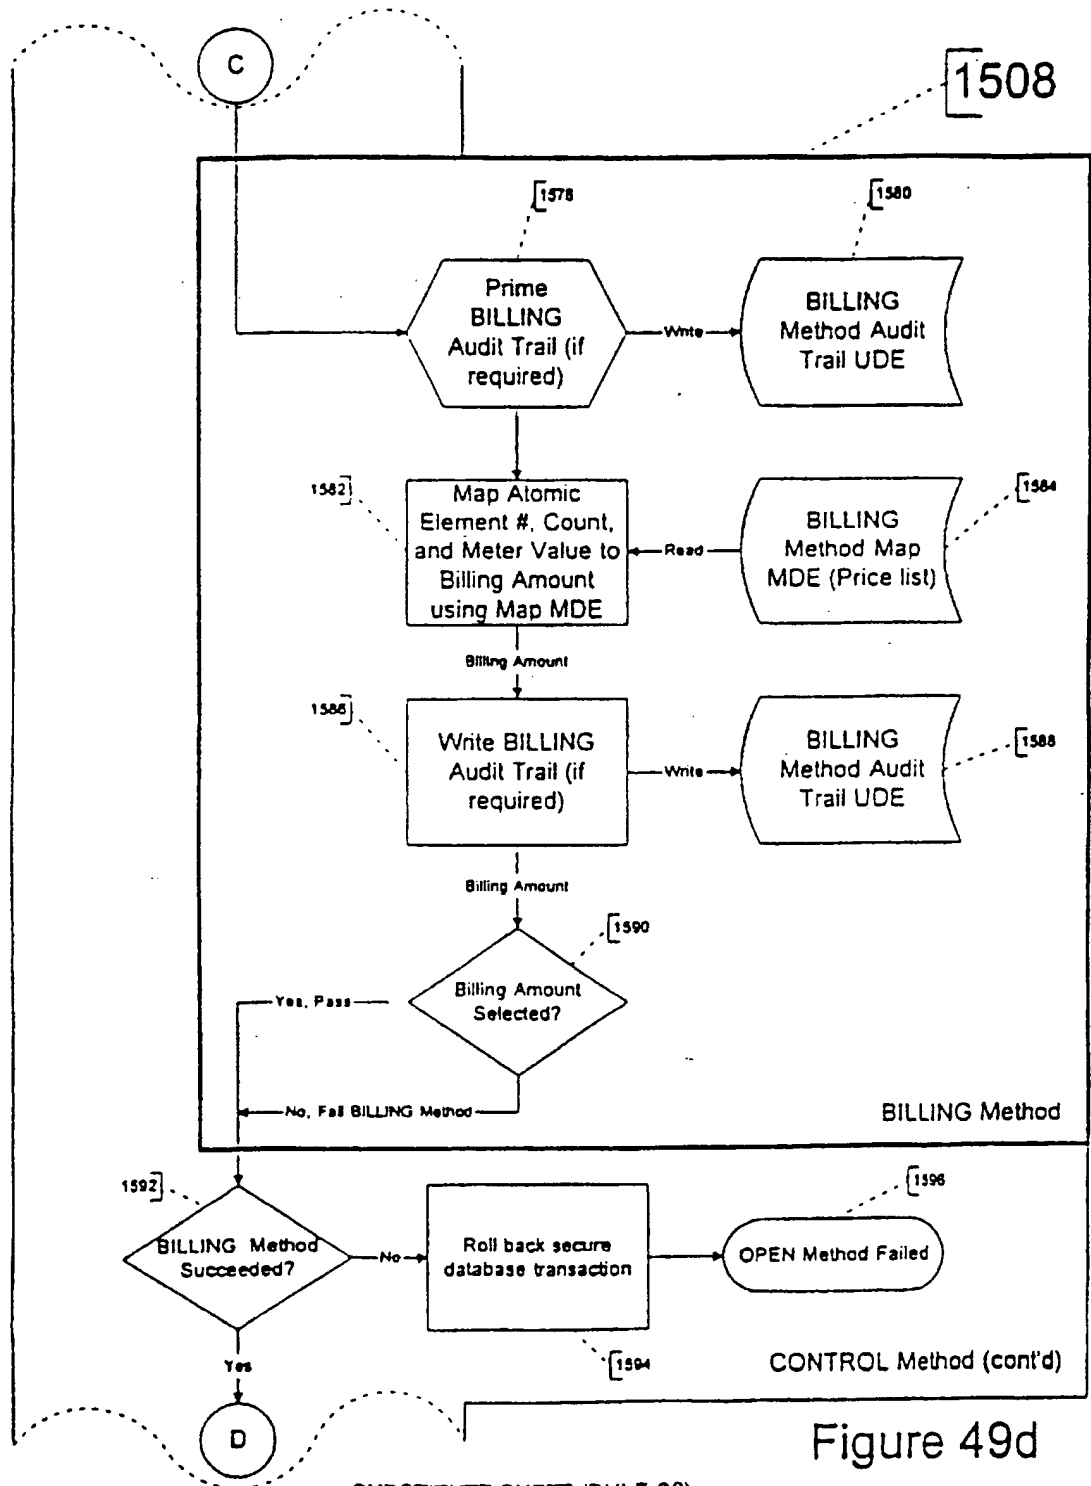 C
1508
1578
1580
Prime
BILLING
Audit Trail (if
required)
Write
BILLING
Method Audit
Trail UDE
1582
Map Atomic
Element #, Count,
and Meter Value to
Billing Amount
using Map MDE
Read
BILLING
Method Map
MDE (Price list)
1584
Billing Amount
1586
Write BILLING
Audit Trail (if
required)
Write
BILLING
Method Audit
Trail UDE
1588
Billing Amount
1590
Billing Amount
Selected?
Yes, Pass
No, Fail BILLING Method
BILLING Method
1592
BILLING Method
Succeeded?
No
Roll back secure
database transaction
1596
OPEN Method Failed
1594
Yes
CONTROL Method (cont'd)
D
Figure 49d